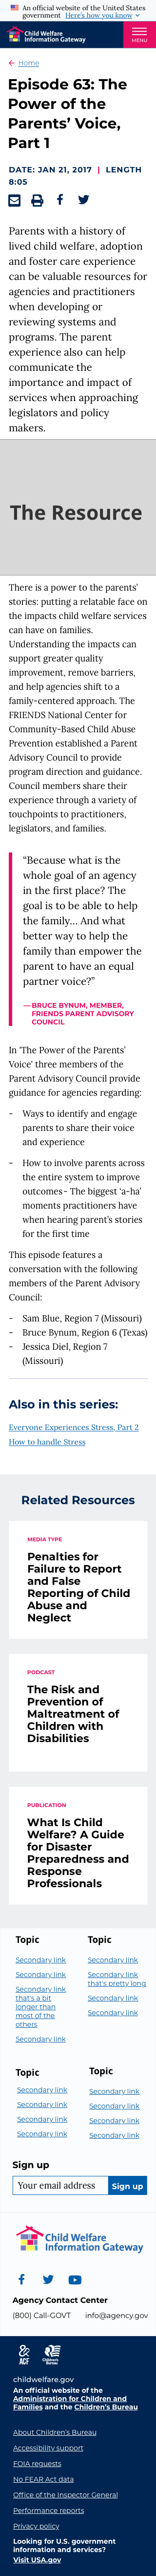 An official website of the United States
government Here's how you know
Child Welfare
Information Gateway
MENU
Home
Episode 63: The
Power of the
Parents' Voice,
Part 1
DATE: JAN 21, 2017 | LENGTH
8:05
Parents with a history of
lived child welfare, adoption
and foster care experience
can be valuable resources for
agencies and practitioners
when developing or
reviewing systems and
programs. The parent
experience also can help
communicate the
importance and impact of
services when approaching
legislators and policy
makers.
The Resource
There is a power to the parents'
stories: putting a relatable face on
the impacts child welfare services
can have on families.
Understanding the impacts can
support greater quality
improvement, remove barriers,
and help agencies shift to a
family-centered approach. The
FRIENDS National Center for
Community-Based Child Abuse
Prevention established a Parent
Advisory Council to provide
program direction and guidance.
Council members share their
experience through a variety of
touchpoints to practitioners,
legislators, and families.
"Because what is the
whole goal of an agency
in the first place? The
goal is to be able to help
the family… And what
better way to help the
family than empower the
parent to have an equal
partner voice?"
— BRUCE BYNUM, MEMBER,
FRIENDS PARENT ADVISORY
COUNCIL
In 'The Power of the Parents'
Voice' three members of the
Parent Advisory Council provide
guidance for agencies regarding:
- Ways to identify and engage
parents to share their voice
and experience
- How to involve parents across
the entire system to improve
outcomes- The biggest 'a-ha'
moments practitioners have
when hearing parent's stories
for the first time
This episode features a
conversation with the following
members of the Parent Advisory
Council:
- Sam Blue, Region 7 (Missouri)
- Bruce Bynum, Region 6 (Texas)
- Jessica Diel, Region 7
(Missouri)
Also in this series:
Everyone Experiences Stress, Part 2
How to handle Stress
Related Resources
MEDIA TYPE
Penalties for
Failure to Report
and False
Reporting of Child
Abuse and
Neglect
PODCAST
The Risk and
Prevention of
Maltreatment of
Children with
Disabilities
PUBLICATION
What Is Child
Welfare? A Guide
for Disaster
Preparedness and
Response
Professionals
Topic
Secondary link
Secondary link
Secondary link
that's a bit
longer than
most of the
others
Secondary link
Topic
Secondary link
Secondary link
that's pretty long
Secondary link
Secondary link
Topic
Secondary link
Secondary link
Secondary link
Secondary link
Topic
Secondary link
Secondary link
Secondary link
Secondary link
Sign up
Your email address
Sign up
Child Welfare
Information Gateway
Agency Contact Center
(800) Call-GOVT info@agency.gov
ACF
Children's
Bureau
childwelfare.gov
An official website of the
Administration for Children and
Families and the Children's Bureau
About Children's Bureau
Accessibility support
FOIA requests
No FEAR Act data
Office of the Inspector General
Performance reports
Privacy policy
Looking for U.S. government
information and services?
Visit USA.gov